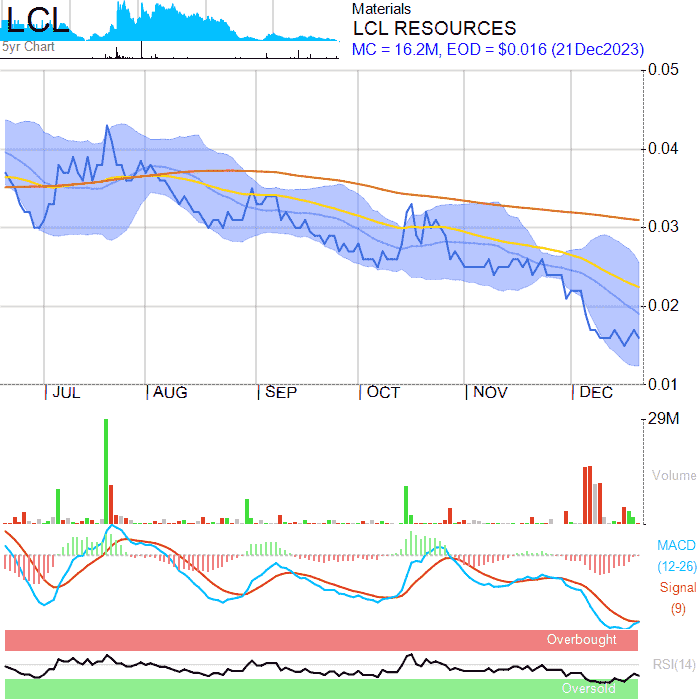 LCL
5yr Chart
Materials
LCL RESOURCES
MC = 16.2M, EOD = $0.016 (21Dec2023)
0.05
0.04
0.03
0.02
0.01
JUL AUG SEP OCT NOV DEC
29M
Volume
MACD
(12-26)
Signal
(9)
Overbought
RSI(14)
Oversold